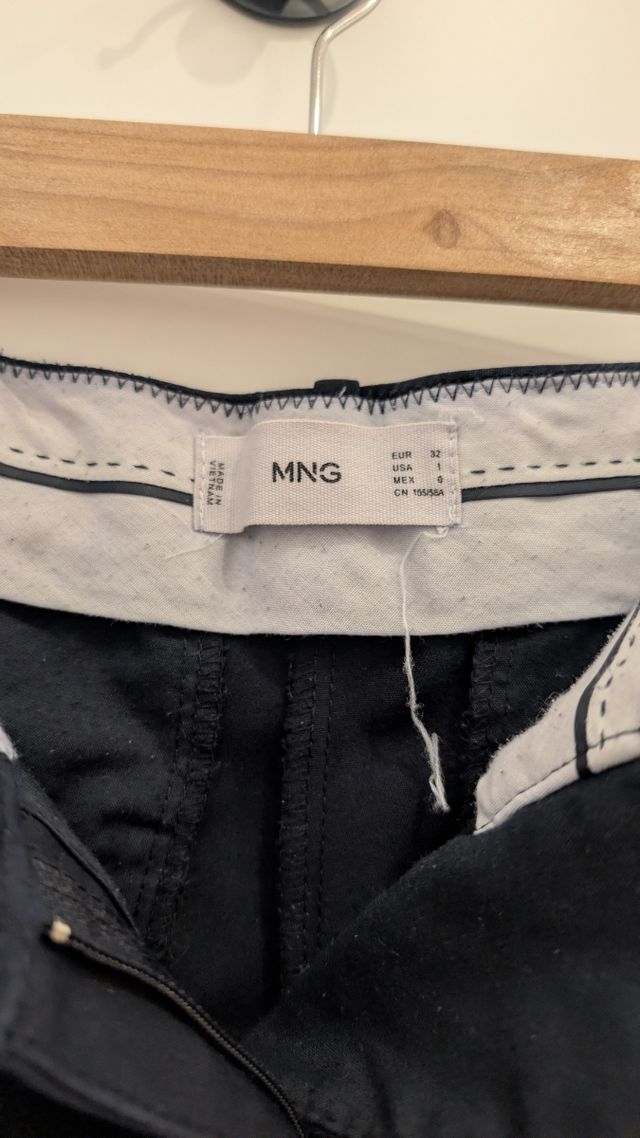 MADE IN
VIETNAM
MNG
EUR 32
USA 1
MEX 0
CN 155/58A